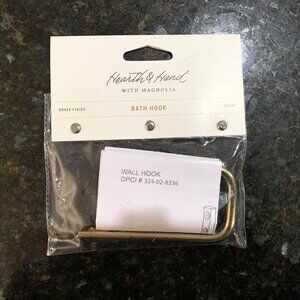 Hearth & Hand
WITH MAGNOLIA
BRASS FINISH
BATH HOOK
WALL HOOK
DPCI # 324-02-8336